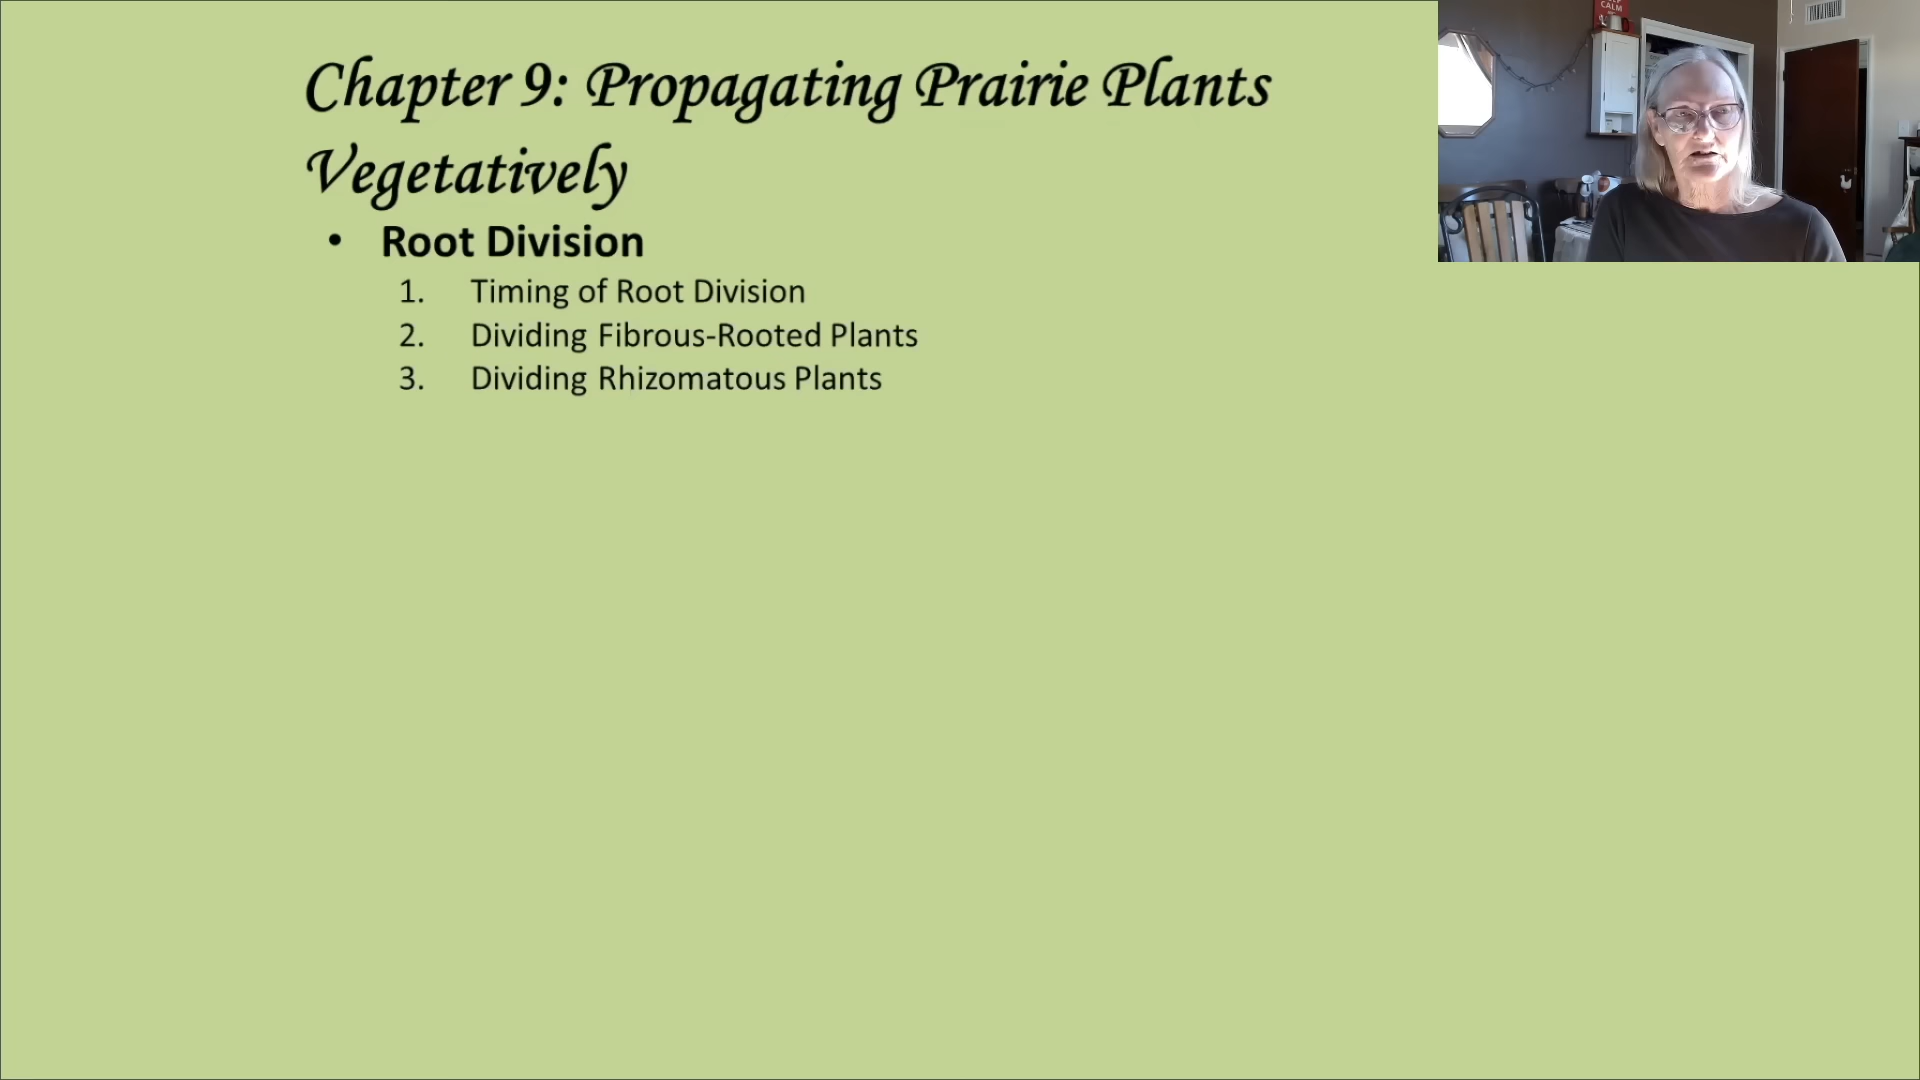 Chapter 9: Propagating Prairie Plants
Vegetatively
• Root Division
1. Timing of Root Division
2. Dividing Fibrous-Rooted Plants
3. Dividing Rhizomatous Plants
CALM